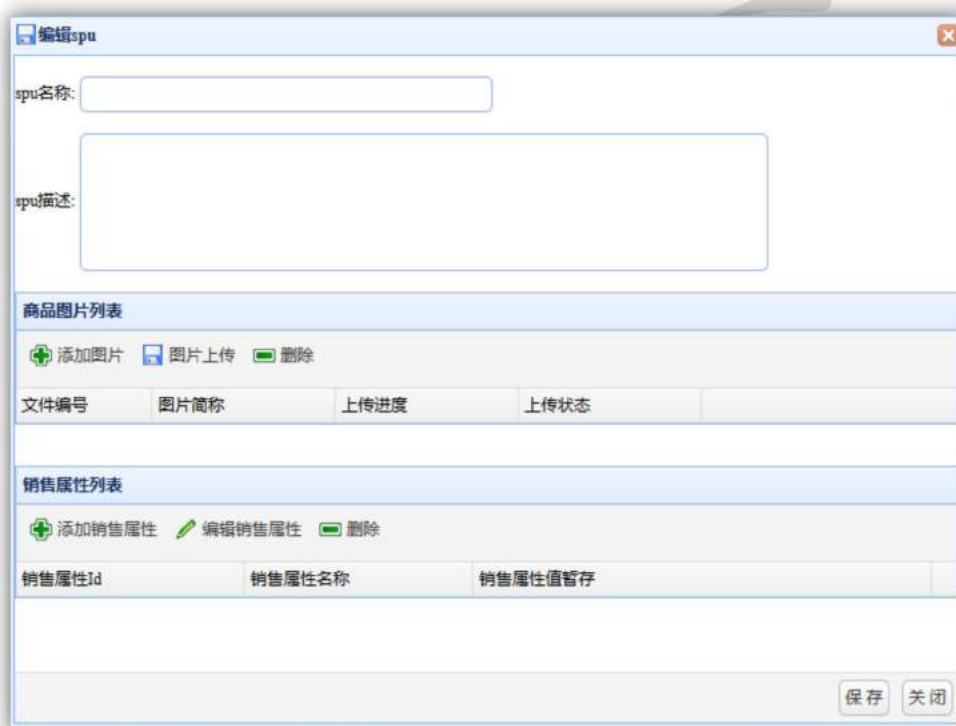 编辑spu
spu名称:
spu描述:
商品图片列表
添加图片 图片上传 删除
文件编号 图片简称 上传进度 上传状态
销售属性列表
添加销售属性 编辑销售属性 删除
销售属性Id 销售属性名称 销售属性值暂存
保存 关闭